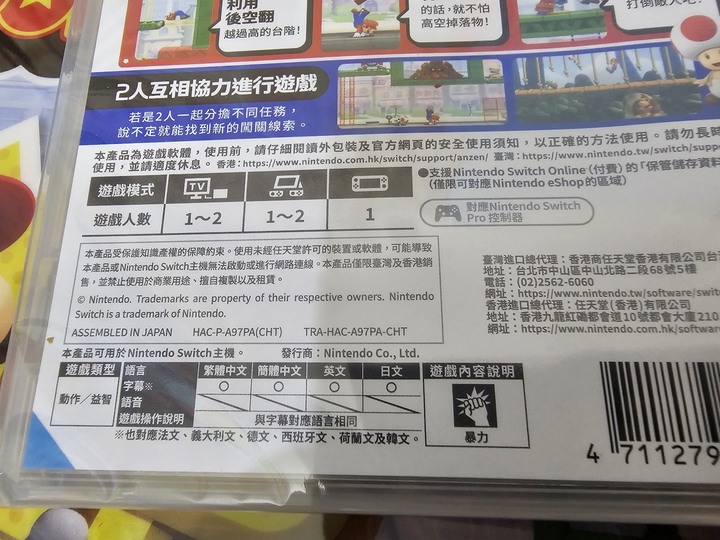 利用
後空翻
越過高的台階!
的話,就不怕
高空掉落物!
打倒敵人吧!
2人互相協力進行遊戲
若是2人一起分擔不同任務,
說不定就能找到新的闖關線索。
本產品為遊戲軟體,使用前,請仔細閱讀外包裝及官方網頁的安全使用須知,以正確的方法使用。請勿長時
使用,並請適度休息。香港:https://www.nintendo.com.hk/switch/support/anzen/ 臺灣:https://www.nintendo.tw/switch/suppo
遊戲模式 TV
遊戲人數 1~2 1~2 1
●支援Nintendo Switch Online (付費) 的「保管儲存資料
(僅限可對應Nintendo eShop的區域)
對應Nintendo Switch
Pro 控制器
本產品受保護知識產權的保障約束。使用未經任天堂許可的裝置或軟體,可能導致
本產品或Nintendo Switch主機無法啟動或進行網路連線。本產品僅限臺灣及香港銷
售,並禁止使用於商業用途、擅自複製以及租賃。
© Nintendo. Trademarks are property of their respective owners. Nintendo
Switch is a trademark of Nintendo.
ASSEMBLED IN JAPAN HAC-P-A97PA(CHT) TRA-HAC-A97PA-CHT
臺灣進口總代理:香港商任天堂香港有限公司台
地址:台北市中山區中山北路二段68號5樓
電話:(02)2562-6060
網址:https://www.nintendo.tw/software/switc
香港進口總代理:任天堂(香港)有限公司
地址:香港九龍紅磡都會道10號都會大廈210
網址:https://www.nintendo.com.hk/software
本產品可用於Nintendo Switch主機。 發行商:Nintendo Co., Ltd.
遊戲類型 語言 繁體中文 簡體中文 英文 日文
動作/益智 字幕※ ○ ○ ○ ○
語音
遊戲操作說明 與字幕對應語言相同
※也對應法文、義大利文、德文、西班牙文、荷蘭文及韓文。
遊戲內容說明
暴力
4 711279